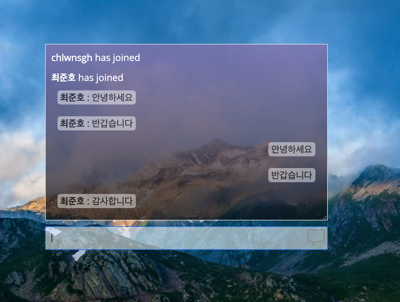 chlwnsgh has joined
최준호 has joined
최준호 : 안녕하세요
최준호 : 반갑습니다
안녕하세요
반갑습니다
최준호 : 감사합니다